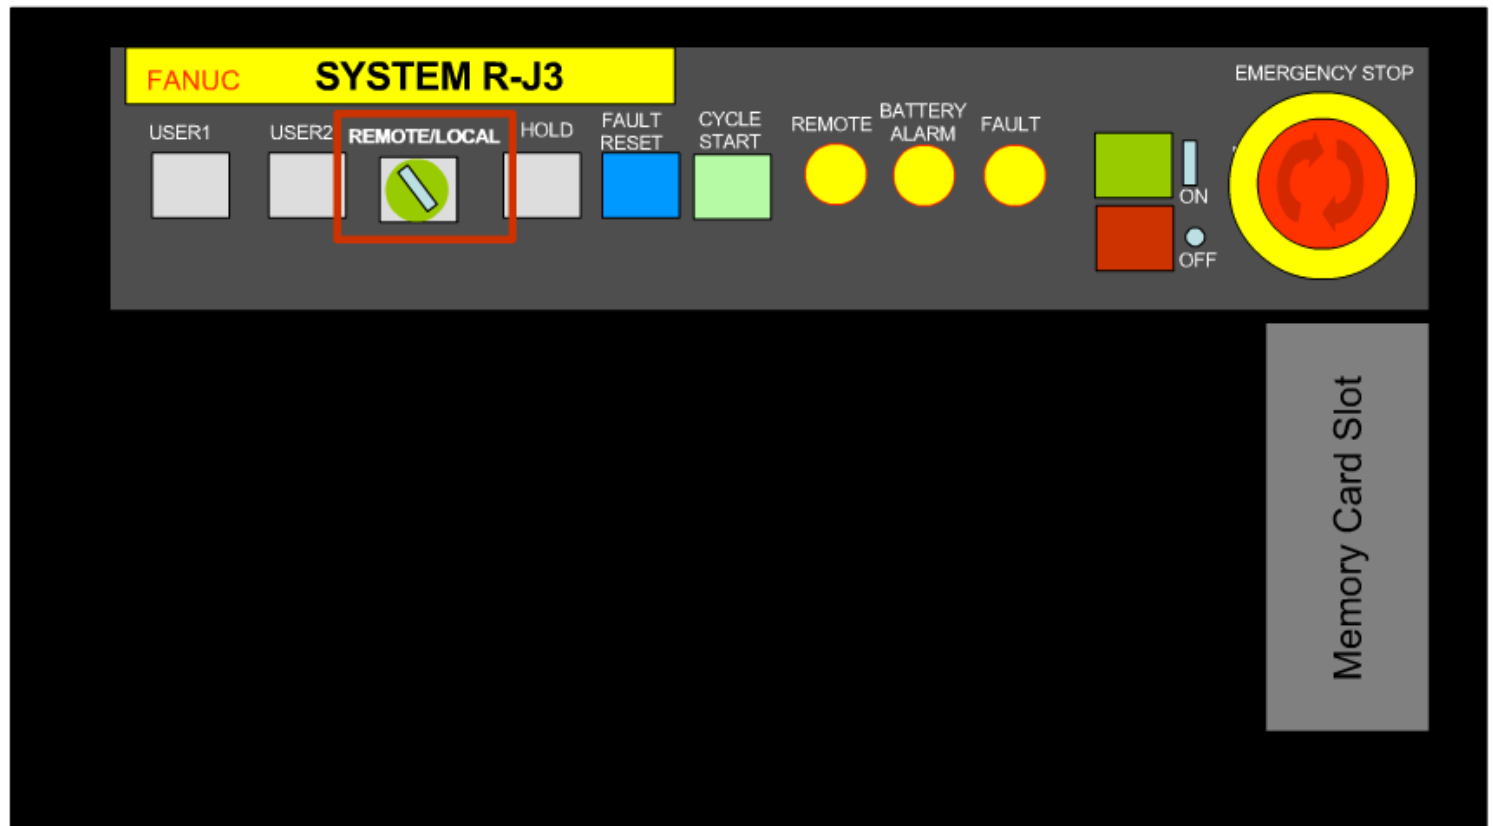 FANUC SYSTEM R-J3
EMERGENCY STOP
USER1
USER2
REMOTE/LOCAL
HOLD
FAULT
RESET
CYCLE
START
REMOTE
BATTERY
ALARM
FAULT
ON
OFF
Memory Card Slot